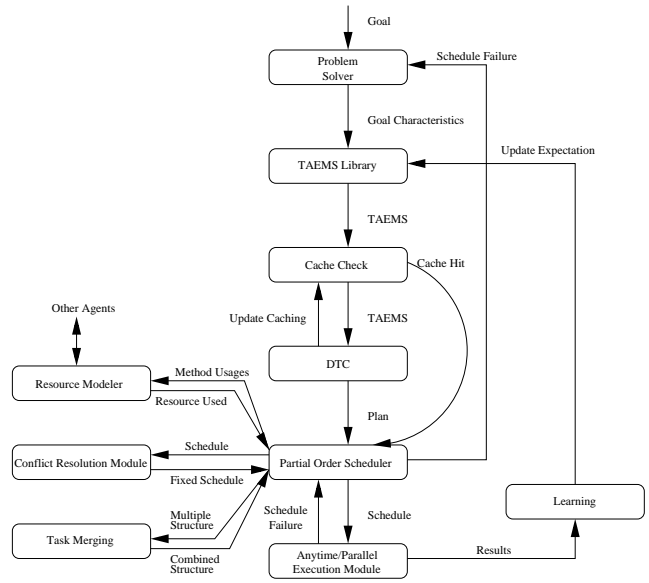 Goal
Problem
Solver
Schedule Failure
Goal Characteristics
Update Expectation
TAEMS Library
TAEMS
Cache Check
Cache Hit
Other Agents
Update Caching
TAEMS
DTC
Method Usages
Resource Modeler
Resource Used
Plan
Schedule
Conflict Resolution Module
Partial Order Scheduler
Fixed Schedule
Learning
Multiple
Structure
Schedule
Failure
Schedule
Task Merging
Combined
Structure
Anytime/Parallel
Execution Module
Results